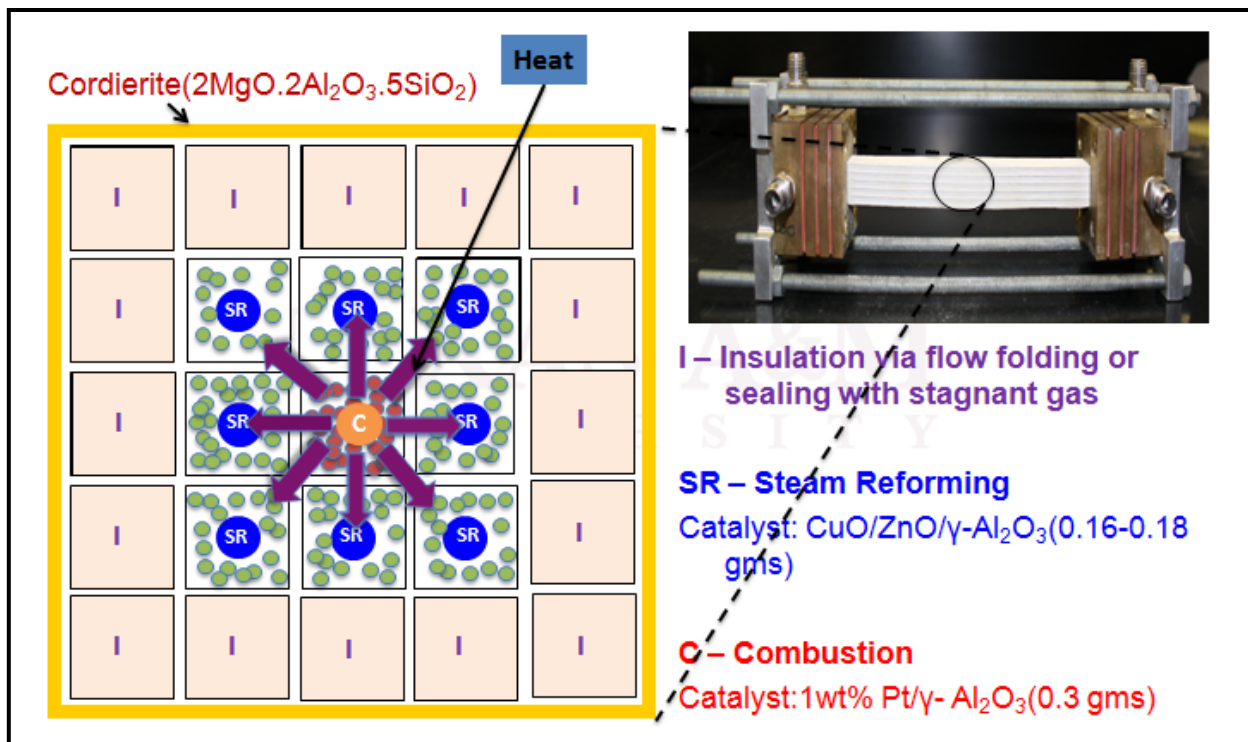 Heat
Cordierite(2MgO.2Al₂O₃.5SiO₂)
I I I I I
I SR SR SR I
I SR C SR I
I SR SR SR I
I I I I I
I – Insulation via flow folding or
sealing with stagnant gas
SR – Steam Reforming
Catalyst: CuO/ZnO/γ-Al₂O₃(0.16-0.18
gms)
C – Combustion
Catalyst:1wt% Pt/γ- Al₂O₃(0.3 gms)